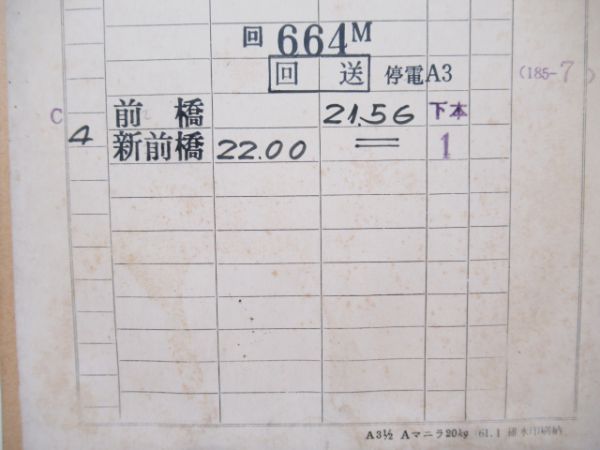 回 664M
回 送 停電A3 (185-7)
C 前 橋 21.56 下本
4 新前橋 22.00 = 1
A3½ Aマニラ20kg (61.1